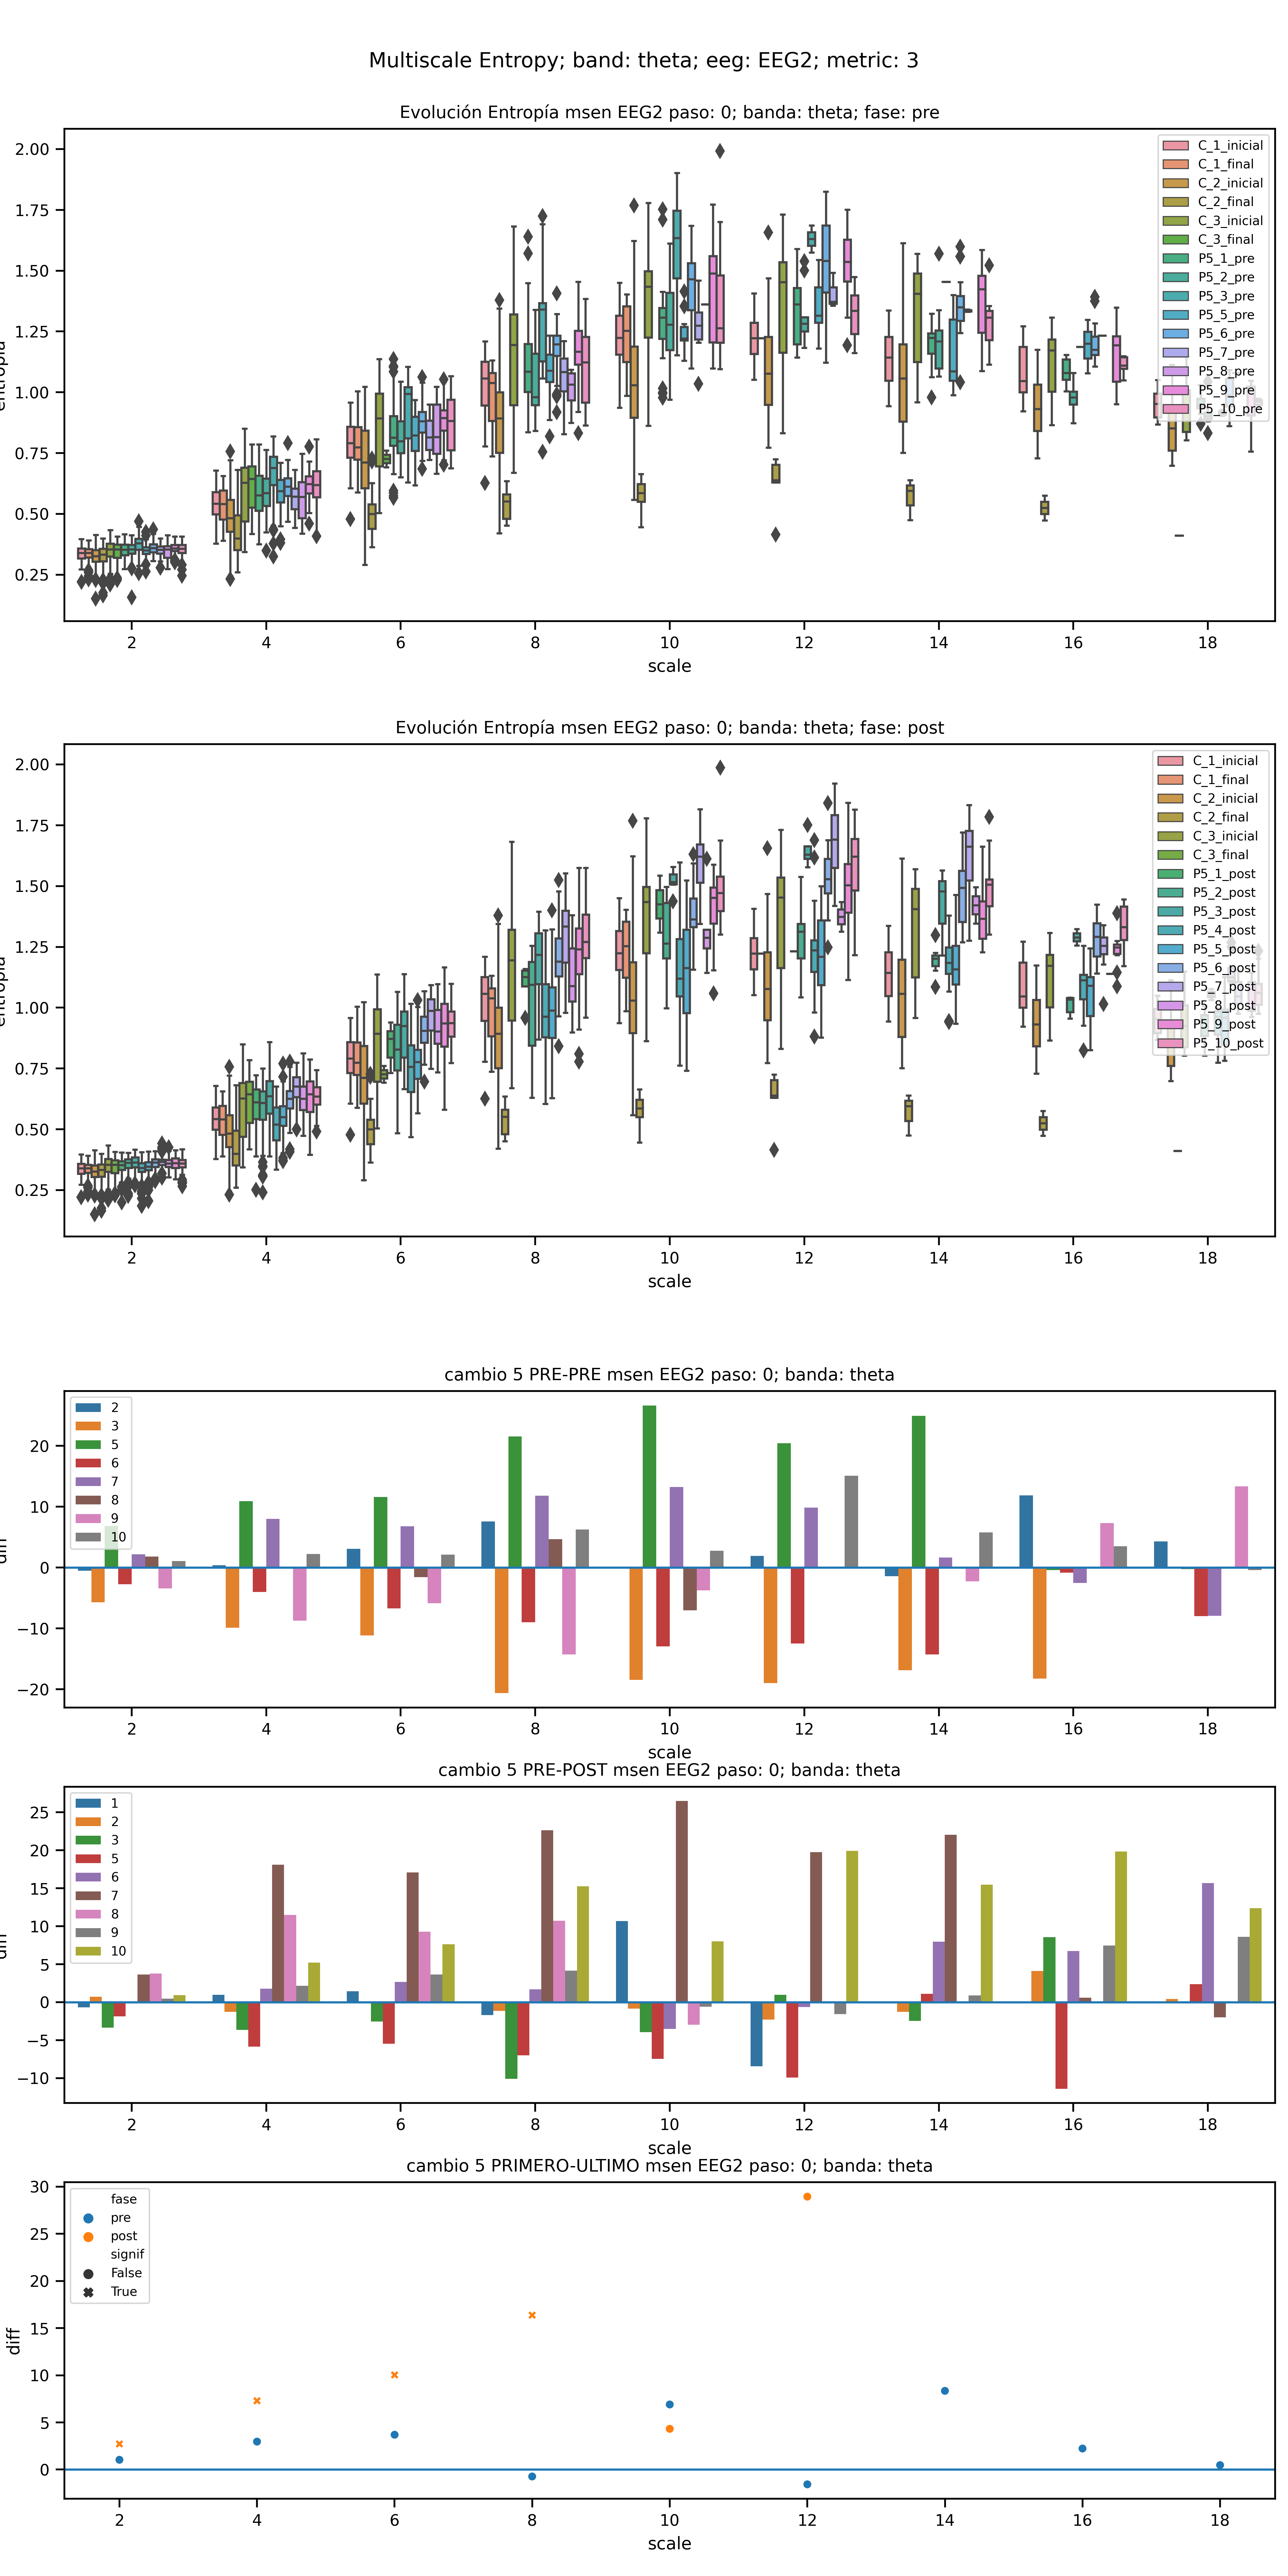 Multiscale Entropy; band: theta; eeg: EEG2; metric: 3
Evolución Entropía msen EEG2 paso: 0; banda: theta; fase: pre
2.00
1.75
1.50
1.25
1.00
0.75
0.50
0.25
C_1_inicial
C_1_final
C_2_inicial
C_2_final
C_3_inicial
C_3_final
P5_1_pre
P5_2_pre
P5_3_pre
P5_5_pre
P5_6_pre
P5_7_pre
P5_8_pre
P5_9_pre
P5_10_pre
2 4 6 8 10 12 14 16 18
scale
Evolución Entropía msen EEG2 paso: 0; banda: theta; fase: post
2.00
1.75
1.50
1.25
1.00
0.75
0.50
0.25
C_1_inicial
C_1_final
C_2_inicial
C_2_final
C_3_inicial
C_3_final
P5_1_post
P5_2_post
P5_3_post
P5_4_post
P5_5_post
P5_6_post
P5_7_post
P5_8_post
P5_9_post
P5_10_post
2 4 6 8 10 12 14 16 18
scale
cambio 5 PRE-PRE msen EEG2 paso: 0; banda: theta
20
10
0
−10
−20
2
3
5
6
7
8
9
10
2 4 6 8 10 12 14 16 18
scale
cambio 5 PRE-POST msen EEG2 paso: 0; banda: theta
25
20
15
10
5
0
−5
−10
1
2
3
5
6
7
8
9
10
2 4 6 8 10 12 14 16 18
scale
cambio 5 PRIMERO-ULTIMO msen EEG2 paso: 0; banda: theta
30
25
20
15
10
5
0
diff
fase
pre
post
signif
False
True
2 4 6 8 10 12 14 16 18
scale